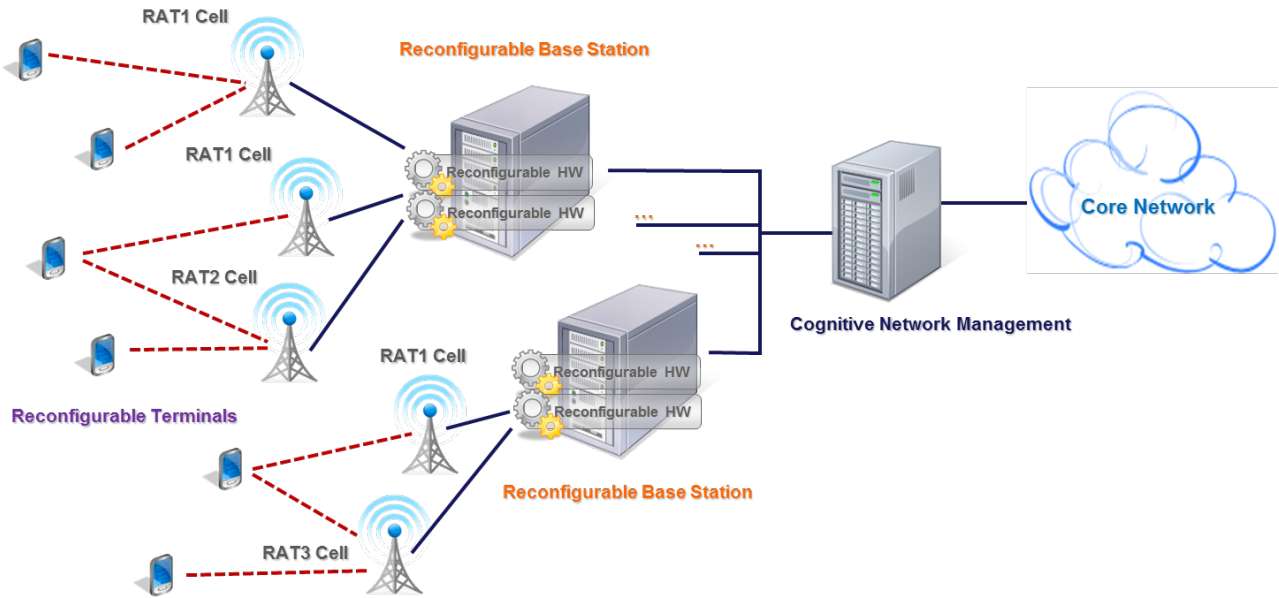 RAT1 Cell
Reconfigurable Base Station
RAT1 Cell
Reconfigurable HW
Reconfigurable HW
...
...
Core Network
RAT2 Cell
Cognitive Network Management
RAT1 Cell
Reconfigurable HW
Reconfigurable HW
Reconfigurable Terminals
Reconfigurable Base Station
RAT3 Cell